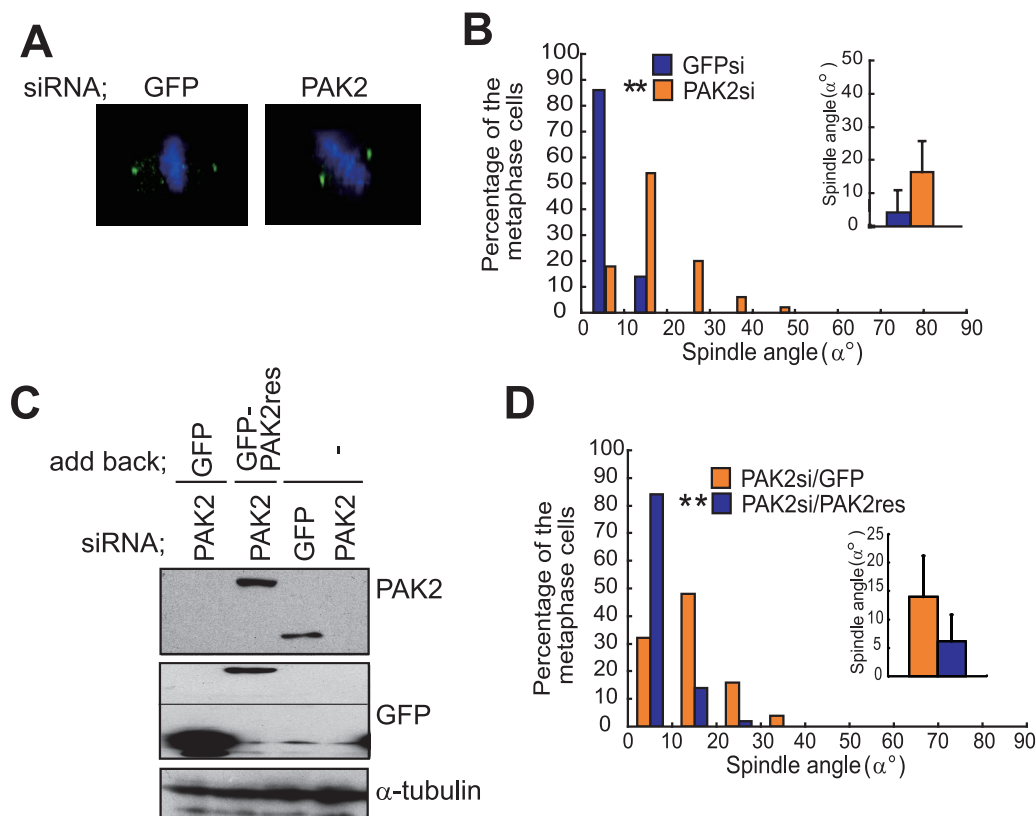 A
siRNA; GFP PAK2
B
GFPsi
** PAK2si
Percentage of the
metaphase cells
100
90
80
70
60
50
40
30
20
10
0
0 10 20 30 40 50 60 70 80 90
Spindle angle (α°)
Spindle angle (α°)
50
40
30
20
10
0
C
add back; GFP GFP-
PAK2res -
siRNA; PAK2 PAK2 GFP PAK2
PAK2
GFP
α-tubulin
D
PAK2si/GFP
** PAK2si/PAK2res
Percentage of the
metaphase cells
100
90
80
70
60
50
40
30
20
10
0
0 10 20 30 40 50 60 70 80 90
Spindle angle (α°)
Spindle angle (α°)
25
20
15
10
5
0